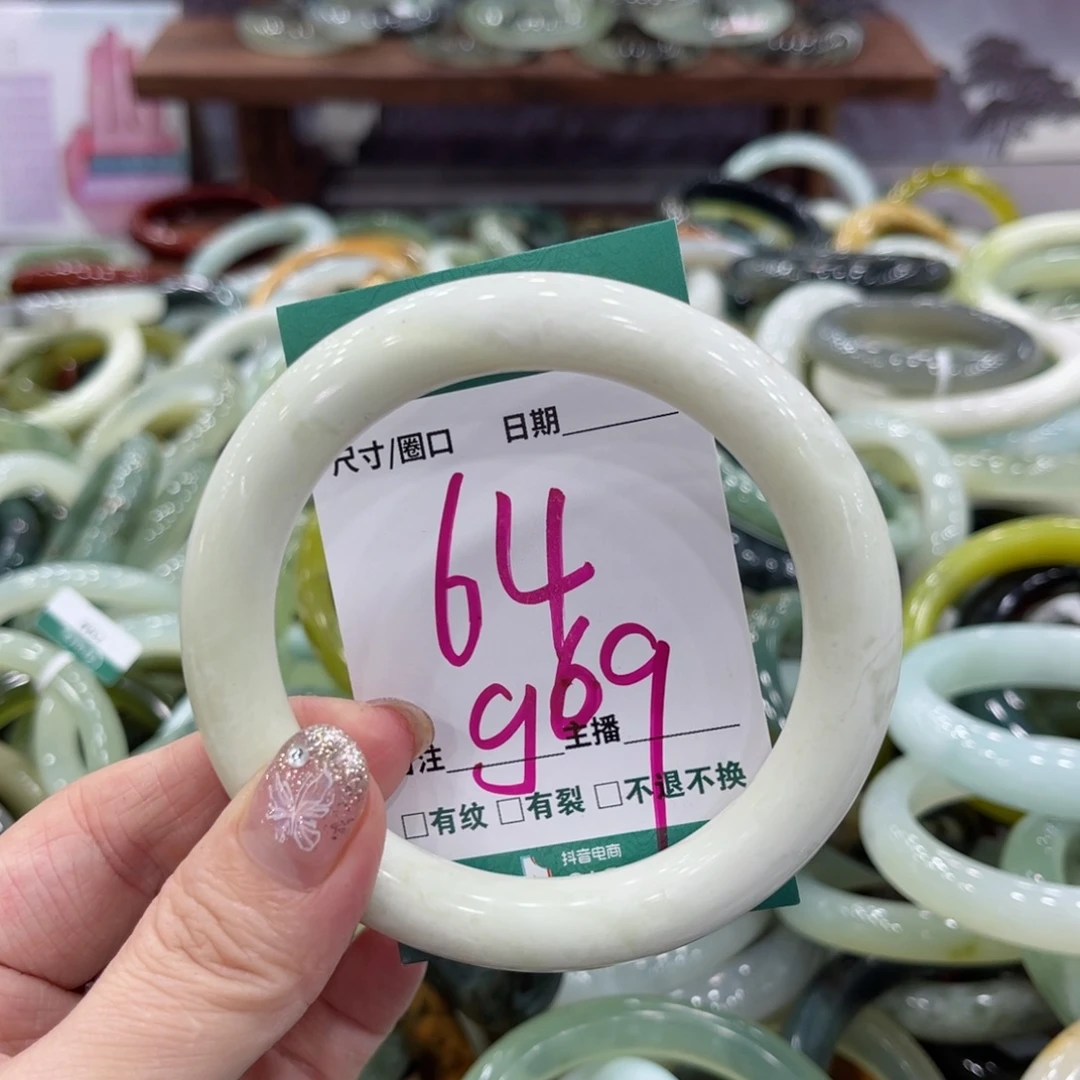 尺寸/圈口 日期
64
g69
注 主播
□有纹 □有裂 □不退不换
抖音电商